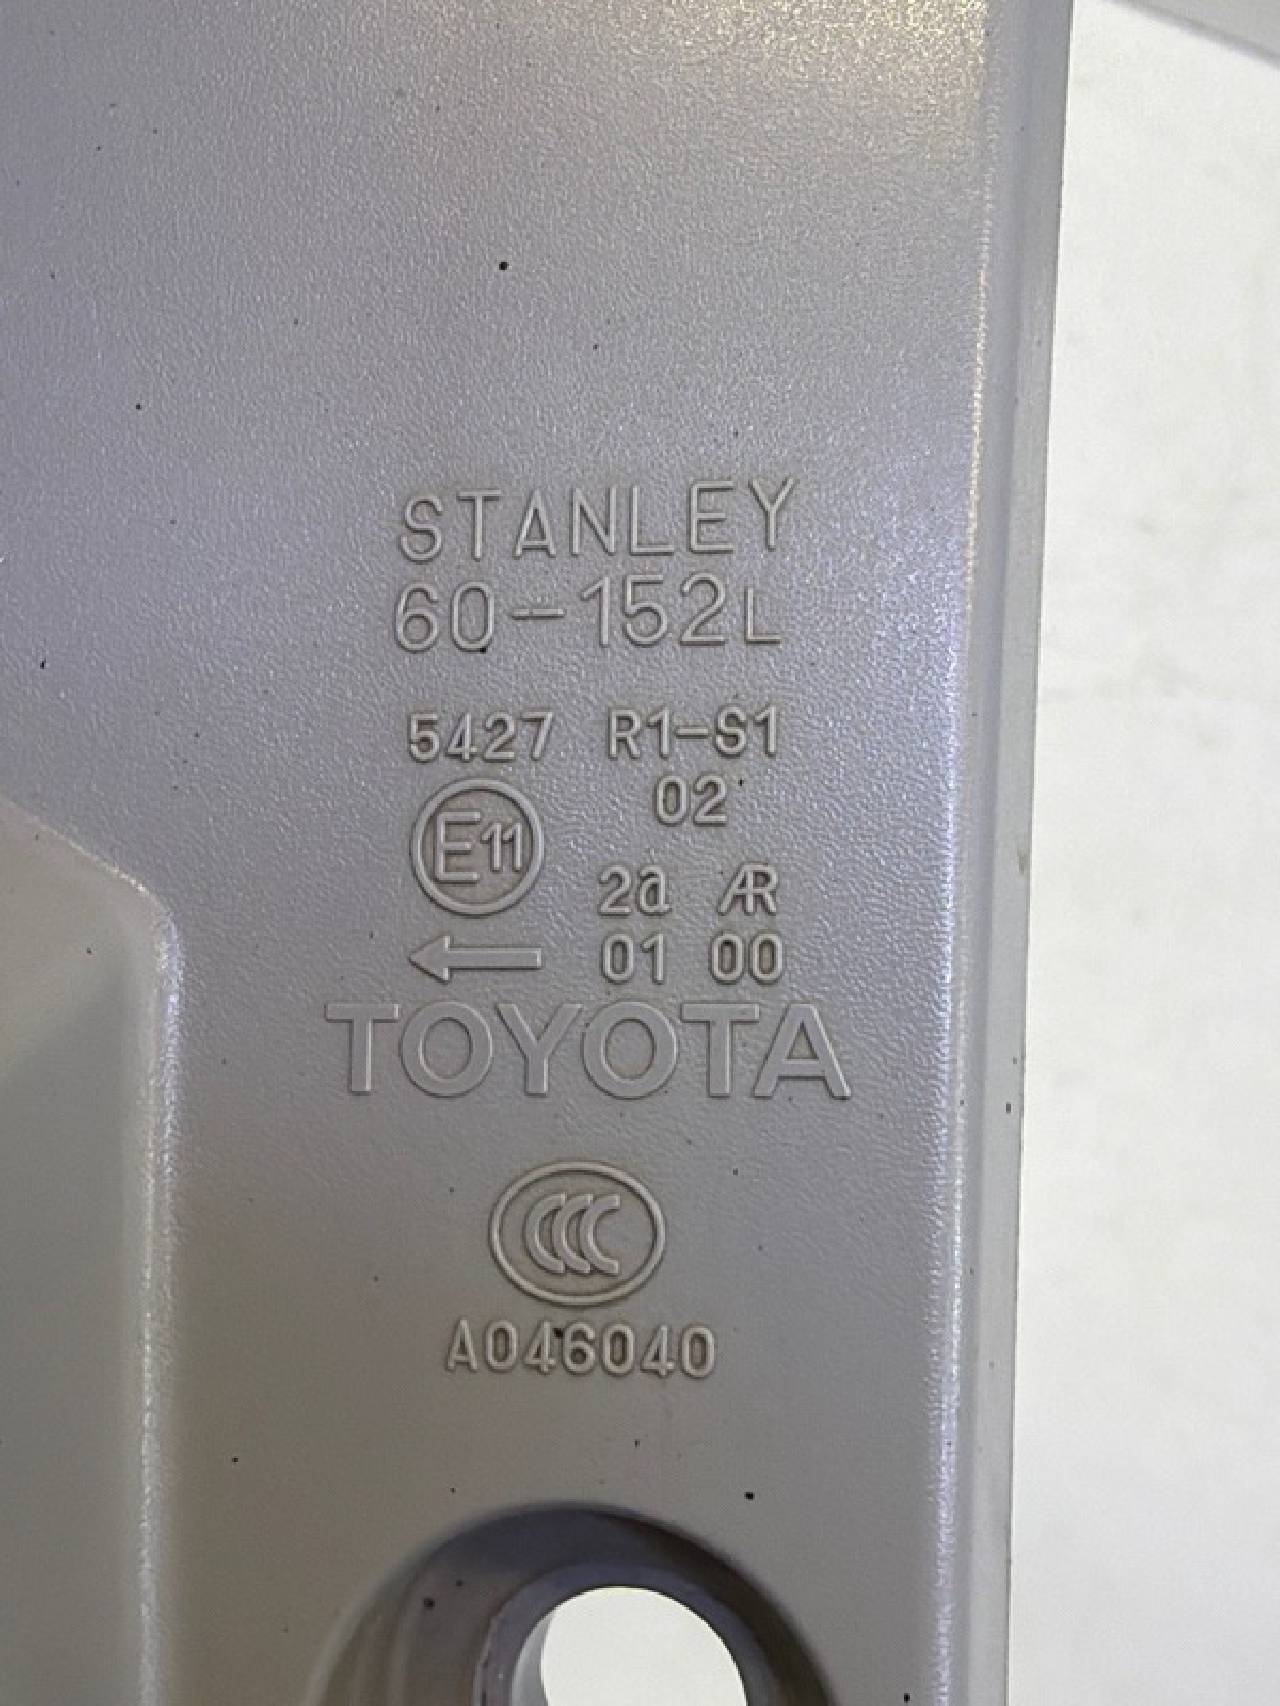 STANLEY
60-152L
5427 R1-S1
02
E11
2a AR
← 01 00
TOYOTA
CCC
A046040